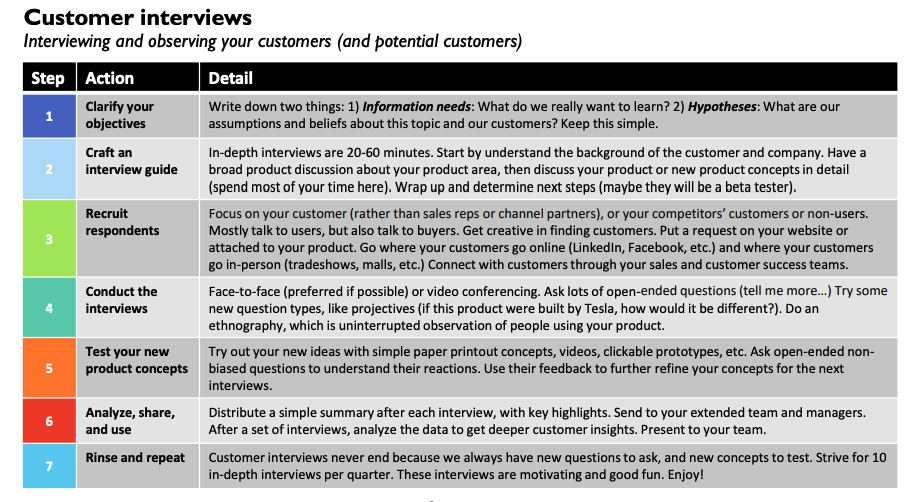 Customer interviews
Interviewing and observing your customers (and potential customers)
Step Action Detail
1 Clarify your objectives Write down two things: 1) Information needs: What do we really want to learn? 2) Hypotheses: What are our
assumptions and beliefs about this topic and our customers? Keep this simple.
2 Craft an interview guide In-depth interviews are 20-60 minutes. Start by understand the background of the customer and company. Have a
broad product discussion about your product area, then discuss your product or new product concepts in detail
(spend most of your time here). Wrap up and determine next steps (maybe they will be a beta tester).
3 Recruit respondents Focus on your customer (rather than sales reps or channel partners), or your competitors’ customers or non-users.
Mostly talk to users, but also talk to buyers. Get creative in finding customers. Put a request on your website or
attached to your product. Go where your customers go online (LinkedIn, Facebook, etc.) and where your customers
go in-person (tradeshows, malls, etc.) Connect with customers through your sales and customer success teams.
4 Conduct the interviews Face-to-face (preferred if possible) or video conferencing. Ask lots of open-ended questions (tell me more…) Try some
new question types, like projectives (if this product were built by Tesla, how would it be different?). Do an
ethnography, which is uninterrupted observation of people using your product.
5 Test your new product concepts Try out your new ideas with simple paper printout concepts, videos, clickable prototypes, etc. Ask open-ended non-
biased questions to understand their reactions. Use their feedback to further refine your concepts for the next
interviews.
6 Analyze, share, and use Distribute a simple summary after each interview, with key highlights. Send to your extended team and managers.
After a set of interviews, analyze the data to get deeper customer insights. Present to your team.
7 Rinse and repeat Customer interviews never end because we always have new questions to ask, and new concepts to test. Strive for 10
in-depth interviews per quarter. These interviews are motivating and good fun. Enjoy!